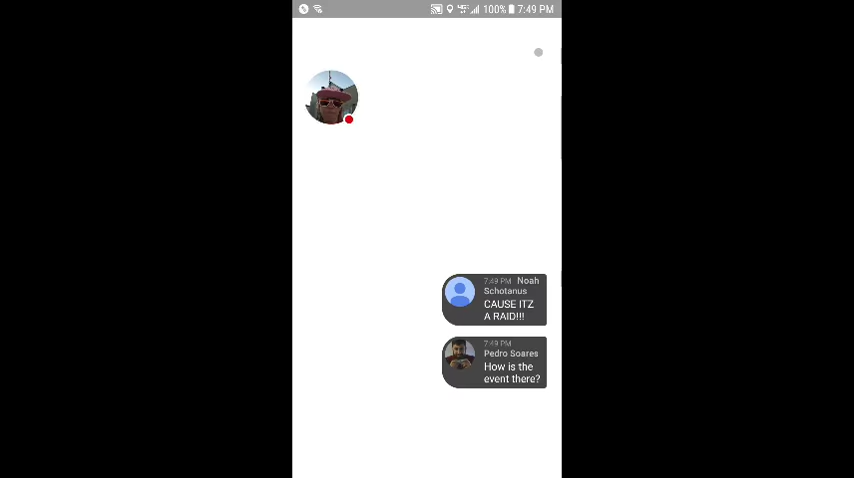 100% 7:49 PM
7:49 PM Noah
Schotanus
CAUSE ITZ
A RAID!!!
7:49 PM
Pedro Soares
How is the
event there?